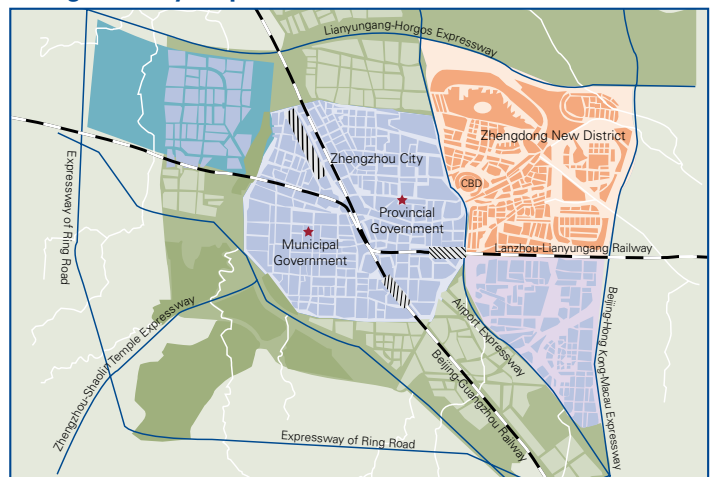 Lianyungang-Horgos Expressway
Zhengdong New District
Zhengzhou City
CBD
Provincial
Government
Municipal
Government
Lanzhou-Lianyungang Railway
Expressway of Ring Road
Airport Expressway
Beijing-Hong Kong-Macau Expressway
Zhengzhou-Shaolin Temple Expressway
Beijing-Guangzhou Railway
Expressway of Ring Road